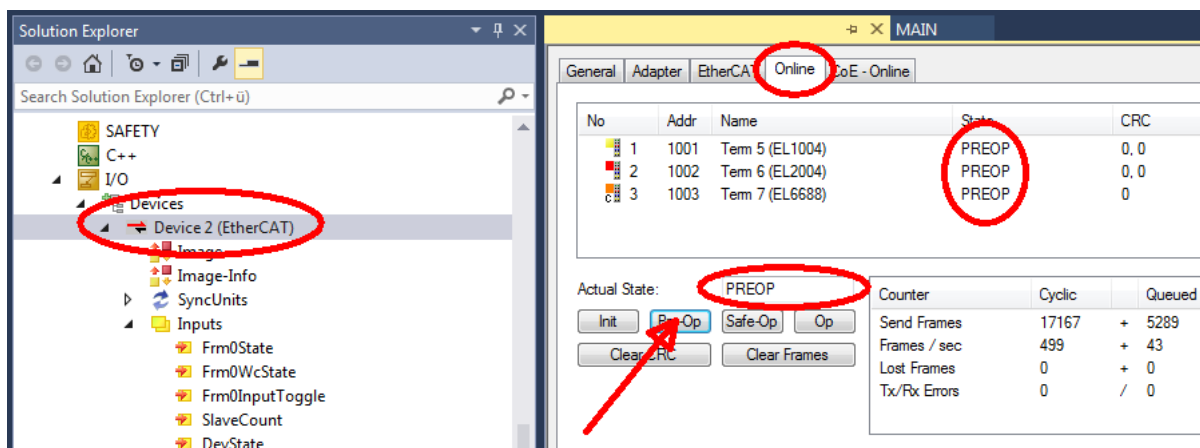 Solution Explorer
Search Solution Explorer (Ctrl+ü)
SAFETY
C++
I/O
Devices
Device 2 (EtherCAT)
Image
Image-Info
SyncUnits
Inputs
Frm0State
Frm0WcState
Frm0InputToggle
SlaveCount
DevState
MAIN
General Adapter EtherCAT Online CoE - Online
No Addr Name State CRC
1 1001 Term 5 (EL1004) PREOP 0, 0
2 1002 Term 6 (EL2004) PREOP 0, 0
3 1003 Term 7 (EL6688) PREOP 0
Actual State: PREOP
Init Pre-Op Safe-Op Op
Clear CRC Clear Frames
Counter Cyclic Queued
Send Frames 17167 + 5289
Frames / sec 499 + 43
Lost Frames 0 + 0
Tx/Rx Errors 0 / 0